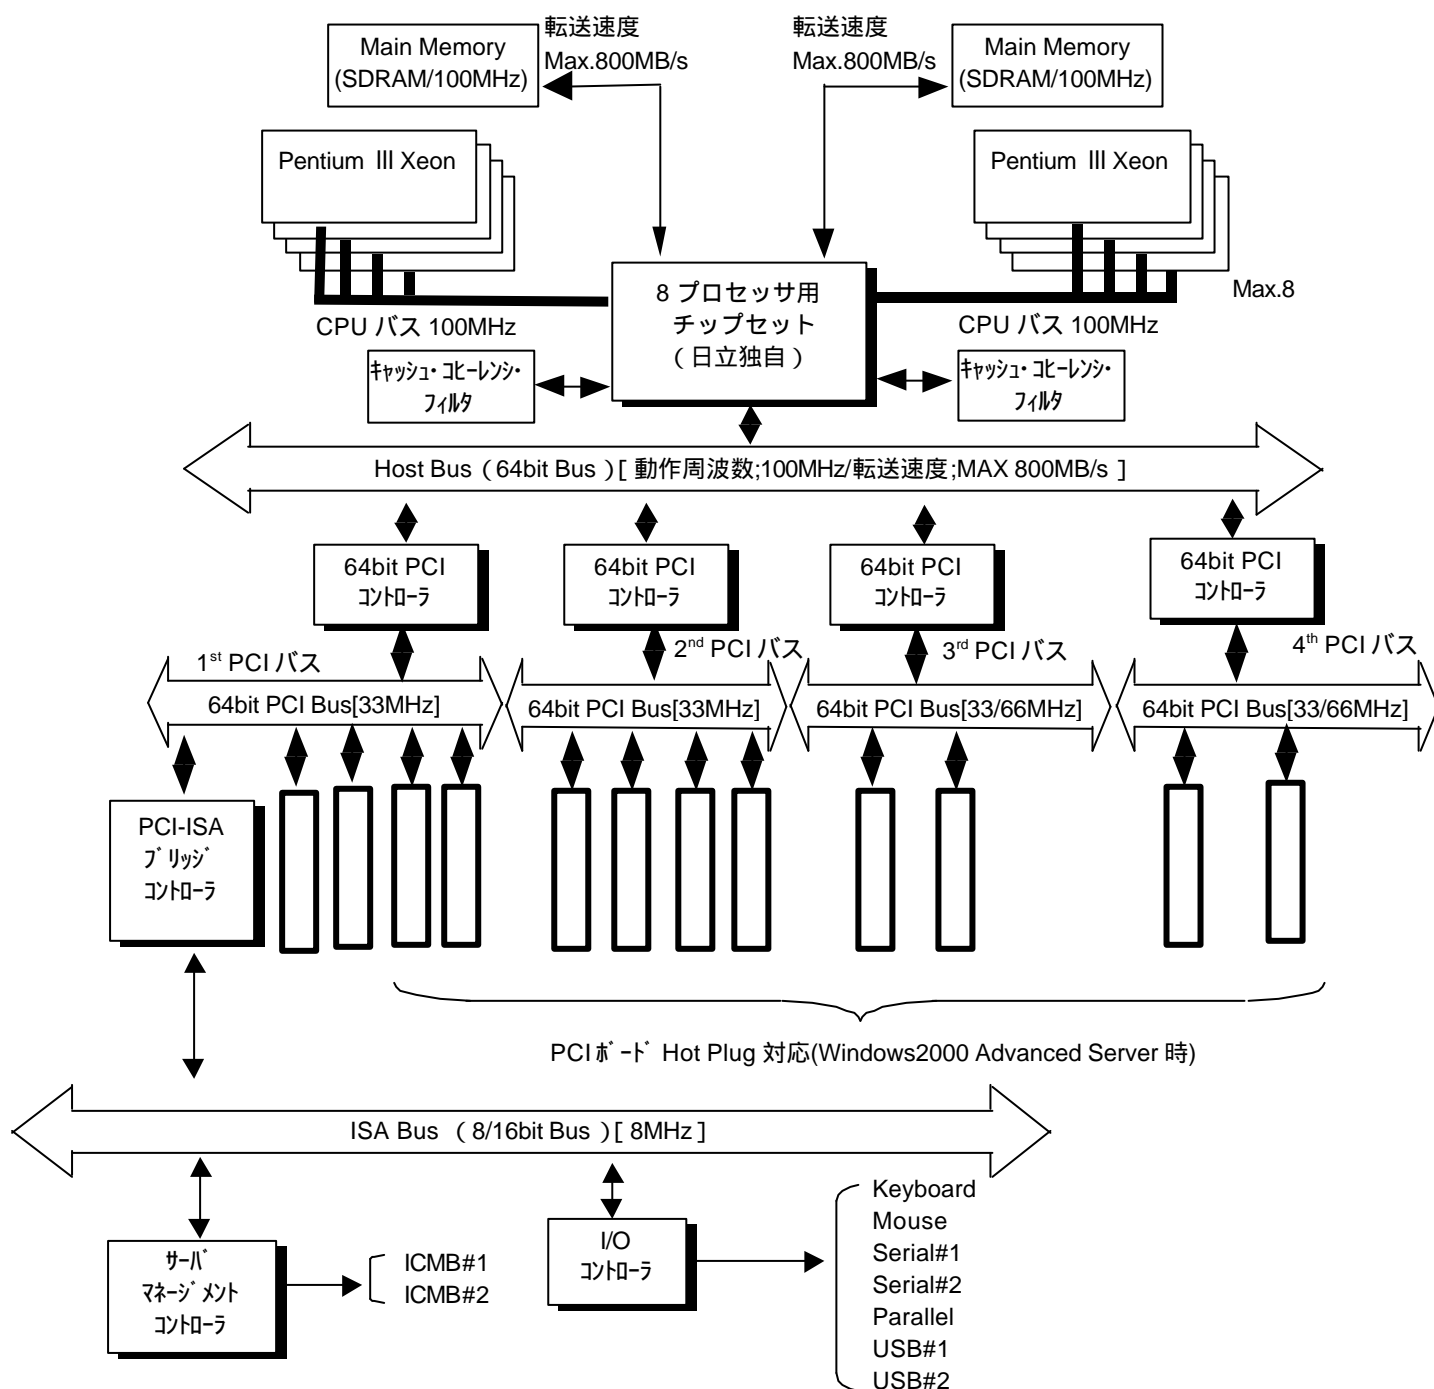 Main Memory
(SDRAM/100MHz)
転送速度
Max.800MB/s
転送速度
Max.800MB/s
Main Memory
(SDRAM/100MHz)
Pentium III Xeon
Pentium III Xeon
Max.8
CPU バス 100MHz
CPU バス 100MHz
8 プロセッサ用
チップセット
（日立独自）
ｷｬｯｼｭ・ｺﾋｰﾚﾝｼ・
ﾌｨﾙﾀ
ｷｬｯｼｭ・ｺﾋｰﾚﾝｼ・
ﾌｨﾙﾀ
Host Bus（64bit Bus）[ 動作周波数;100MHz/転送速度;MAX 800MB/s ]
64bit PCI
ｺﾝﾄﾛｰﾗ
64bit PCI
ｺﾝﾄﾛｰﾗ
64bit PCI
ｺﾝﾄﾛｰﾗ
64bit PCI
ｺﾝﾄﾛｰﾗ
1st PCI バス
2nd PCI バス
3rd PCI バス
4th PCI バス
64bit PCI Bus[33MHz]
64bit PCI Bus[33MHz]
64bit PCI Bus[33/66MHz]
64bit PCI Bus[33/66MHz]
PCI-ISA
ﾌﾞﾘｯｼﾞ
ｺﾝﾄﾛｰﾗ
PCI ﾎﾞｰﾄﾞ Hot Plug 対応(Windows2000 Advanced Server 時)
ISA Bus （8/16bit Bus）[ 8MHz ]
ｻｰﾊﾞ
ﾏﾈｰｼﾞﾒﾝﾄ
ｺﾝﾄﾛｰﾗ
ICMB#1
ICMB#2
I/O
ｺﾝﾄﾛｰﾗ
Keyboard
Mouse
Serial#1
Serial#2
Parallel
USB#1
USB#2